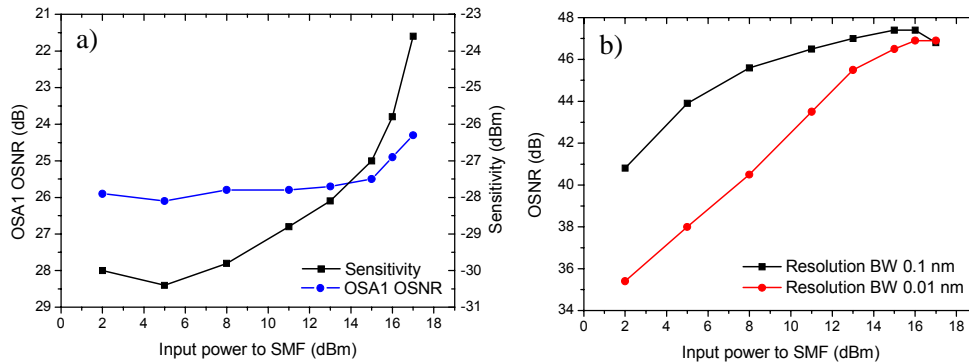 a)
21
22
23
24
25
26
27
28
29
OSA1 OSNR (dB)
-23
-24
-25
-26
-27
-28
-29
-30
-31
Sensitivity (dBm)
Sensitivity
OSA1 OSNR
0 2 4 6 8 10 12 14 16 18
Input power to SMF (dBm)
b)
48
46
44
42
40
38
36
34
OSNR (dB)
Resolution BW 0.1 nm
Resolution BW 0.01 nm
0 2 4 6 8 10 12 14 16 18
Input power to SMF (dBm)